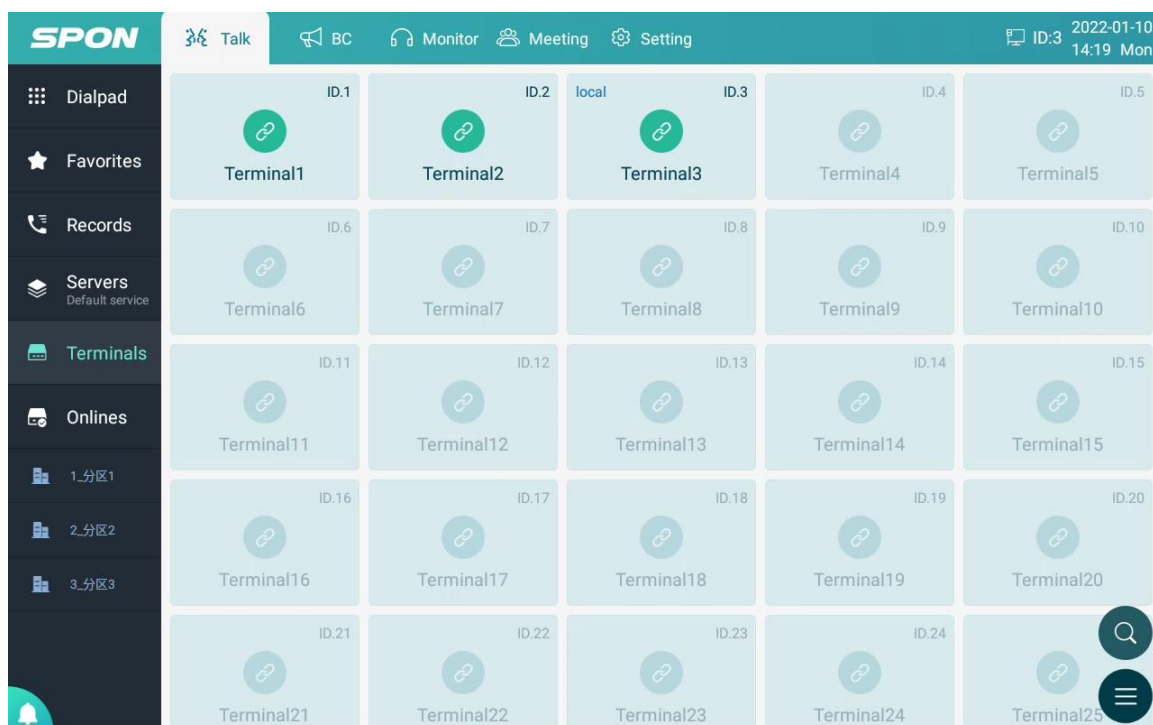 SPON
Talk
BC
Monitor
Meeting
Setting
ID:3
2022-01-10
14:19 Mon
Dialpad
Favorites
Records
Servers
Default service
Terminals
Onlines
1_分区1
2_分区2
3_分区3
ID.1
Terminal1
ID.2
Terminal2
local
ID.3
Terminal3
ID.4
Terminal4
ID.5
Terminal5
ID.6
Terminal6
ID.7
Terminal7
ID.8
Terminal8
ID.9
Terminal9
ID.10
Terminal10
ID.11
Terminal11
ID.12
Terminal12
ID.13
Terminal13
ID.14
Terminal14
ID.15
Terminal15
ID.16
Terminal16
ID.17
Terminal17
ID.18
Terminal18
ID.19
Terminal19
ID.20
Terminal20
ID.21
Terminal21
ID.22
Terminal22
ID.23
Terminal23
ID.24
Terminal24
Terminal25